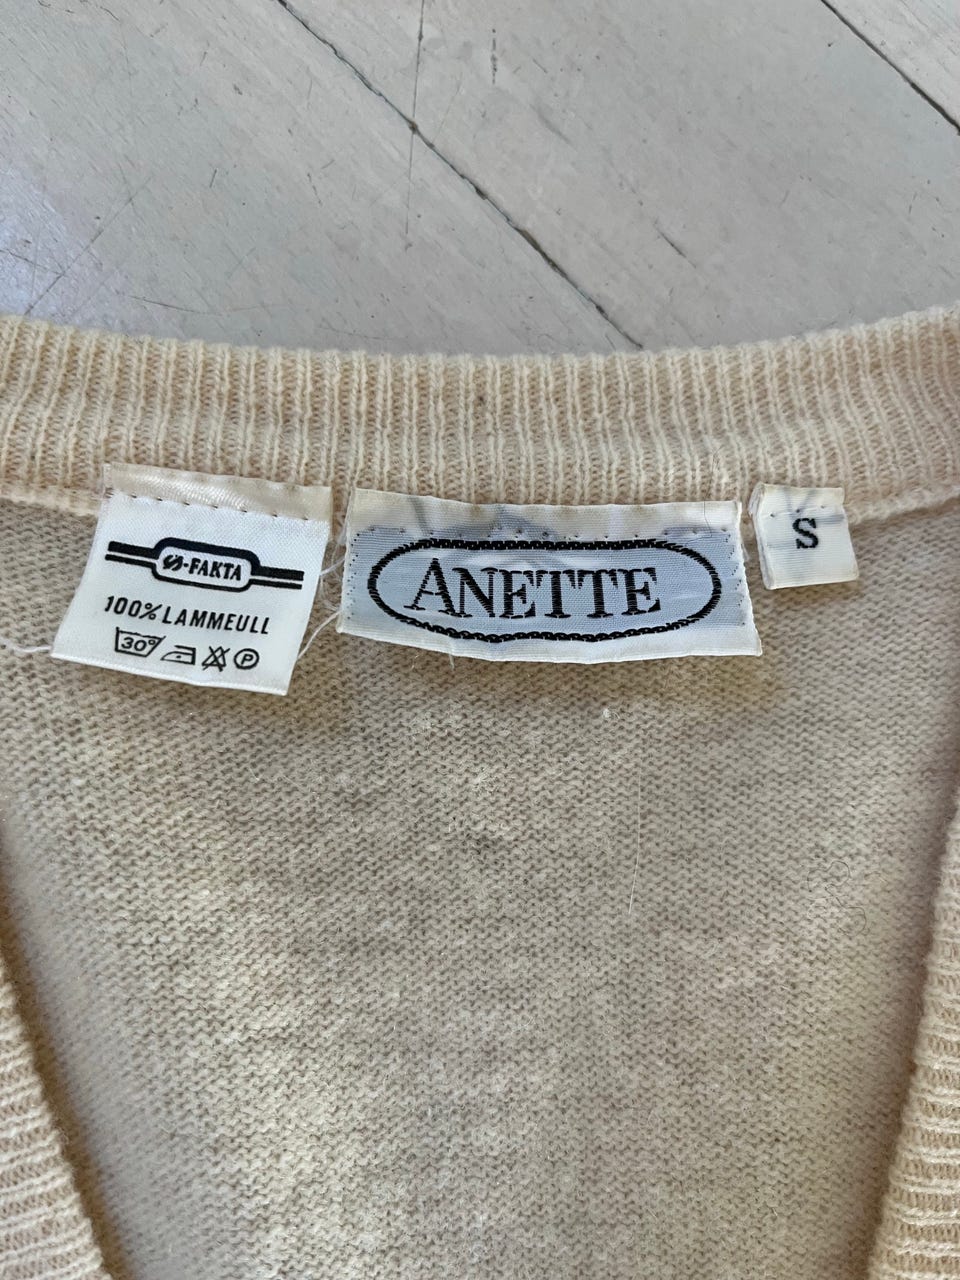 S-FAKTA
100% LAMMEULL
30°
P
ANETTE
S